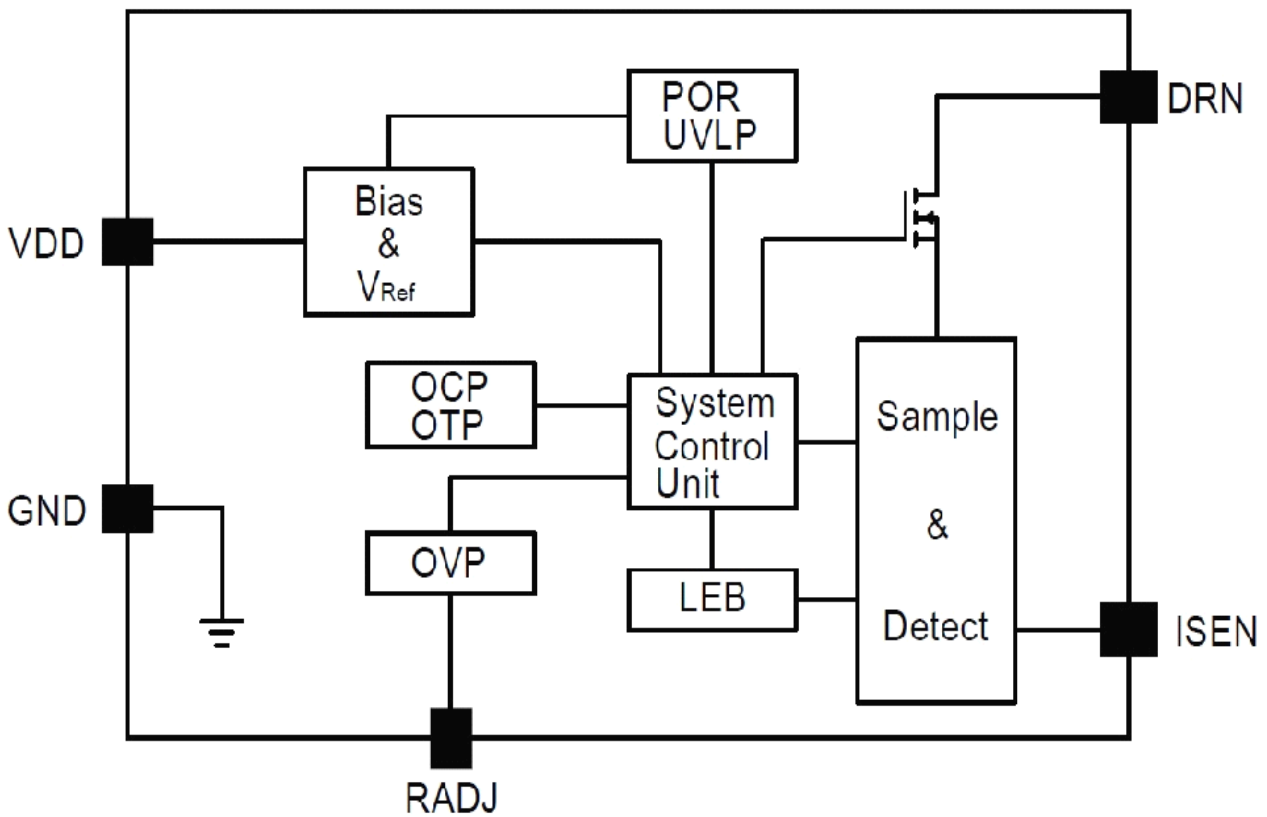 POR
UVLP
DRN
Bias
&
VRef
VDD
OCP
OTP
System
Control
Unit
Sample
&
Detect
GND
OVP
LEB
ISEN
RADJ